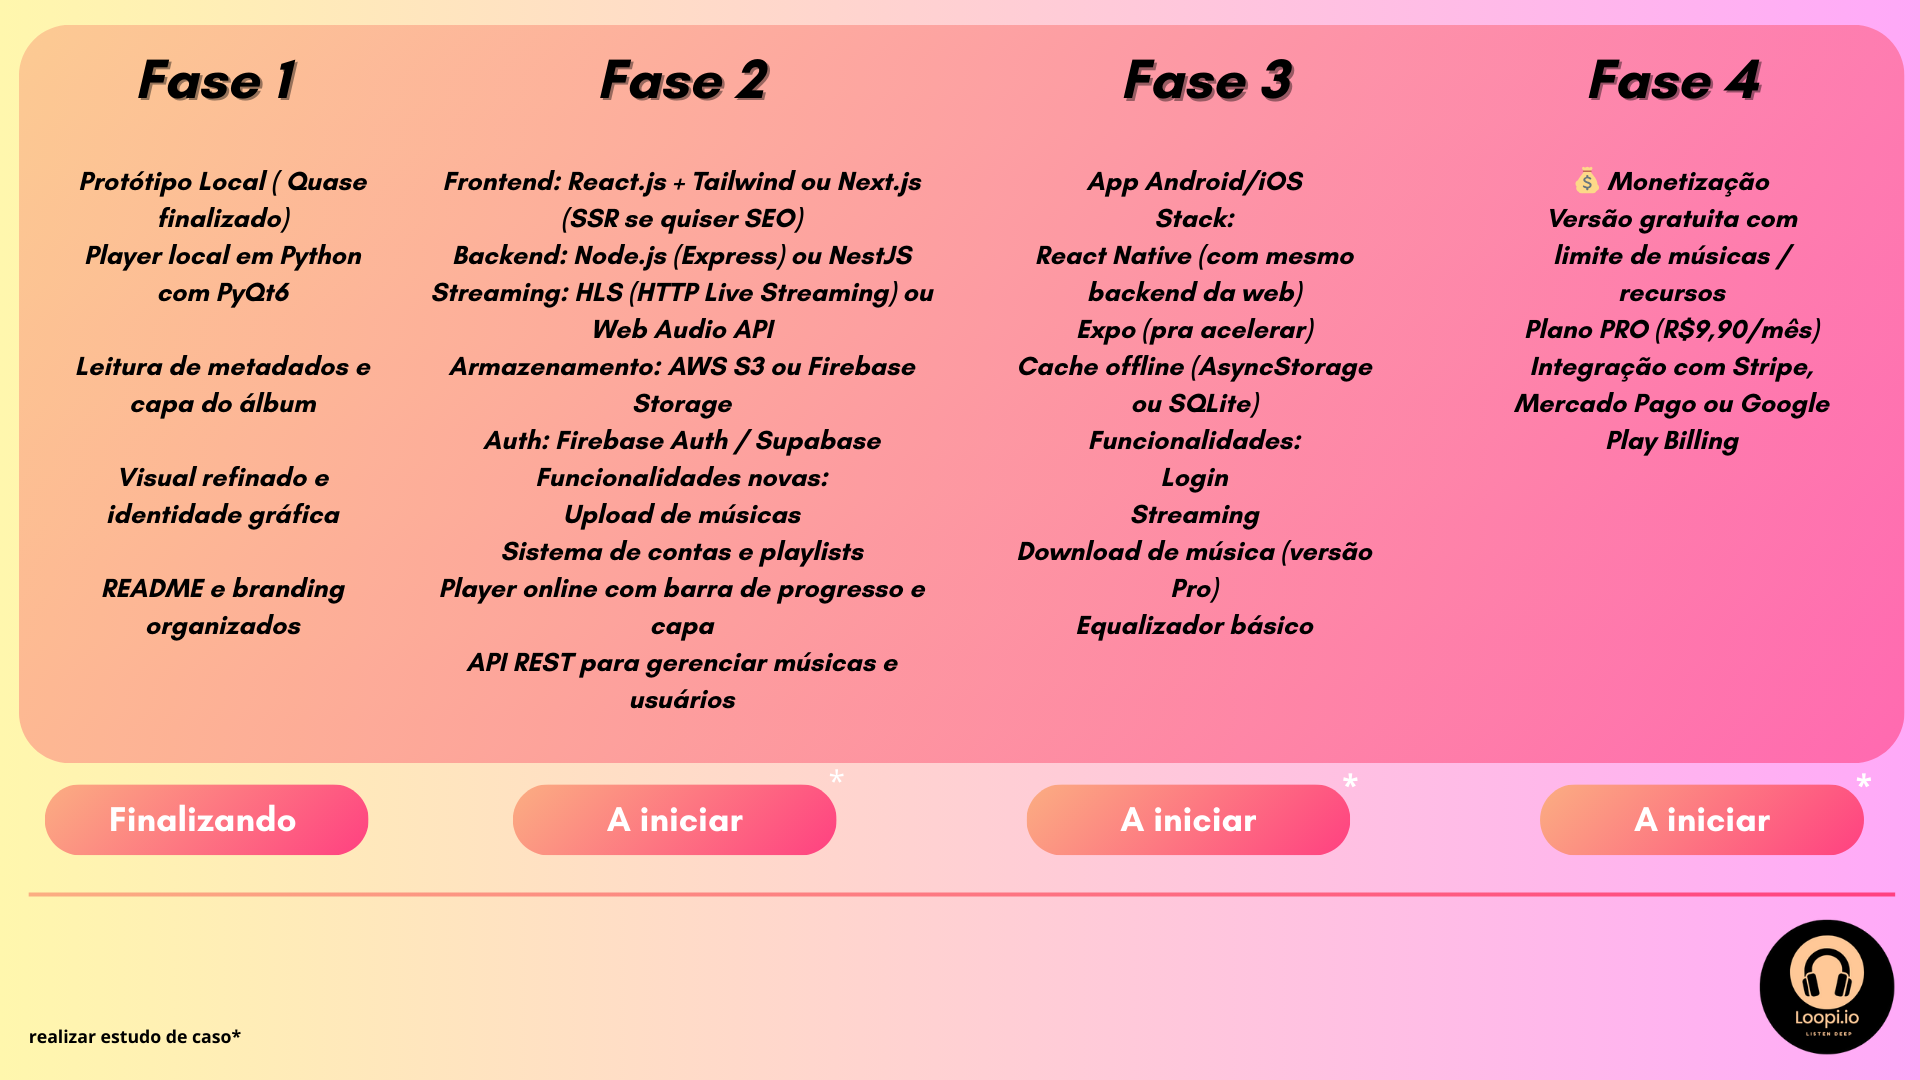 Fase 1
Protótipo Local ( Quase
finalizado)
Player local em Python
com PyQt6
Leitura de metadados e
capa do álbum
Visual refinado e
identidade gráfica
README e branding
organizados
Finalizando
Fase 2
Frontend: React.js + Tailwind ou Next.js
(SSR se quiser SEO)
Backend: Node.js (Express) ou NestJS
Streaming: HLS (HTTP Live Streaming) ou
Web Audio API
Armazenamento: AWS S3 ou Firebase
Storage
Auth: Firebase Auth / Supabase
Funcionalidades novas:
Upload de músicas
Sistema de contas e playlists
Player online com barra de progresso e
capa
API REST para gerenciar músicas e
usuários
A iniciar*
Fase 3
App Android/iOS
Stack:
React Native (com mesmo
backend da web)
Expo (pra acelerar)
Cache offline (AsyncStorage
ou SQLite)
Funcionalidades:
Login
Streaming
Download de música (versão
Pro)
Equalizador básico
A iniciar*
Fase 4
💰 Monetização
Versão gratuita com
limite de músicas /
recursos
Plano PRO (R$9,90/mês)
Integração com Stripe,
Mercado Pago ou Google
Play Billing
A iniciar*
realizar estudo de caso*
Loopi.io
LISTEN DEEP